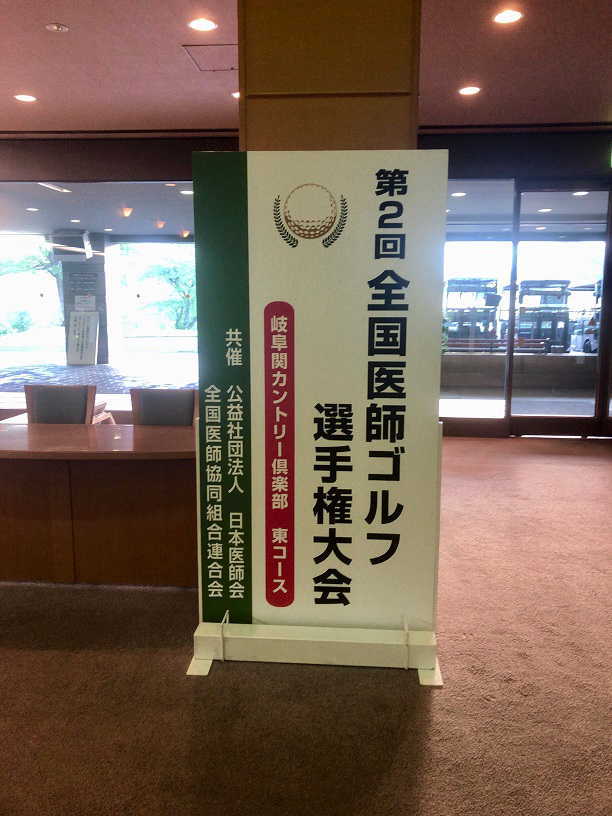 第2回
全国医師ゴルフ
選手権大会
岐阜関カントリー倶楽部 東コース
共催 公益社団法人 日本医師会
全国医師協同組合連合会